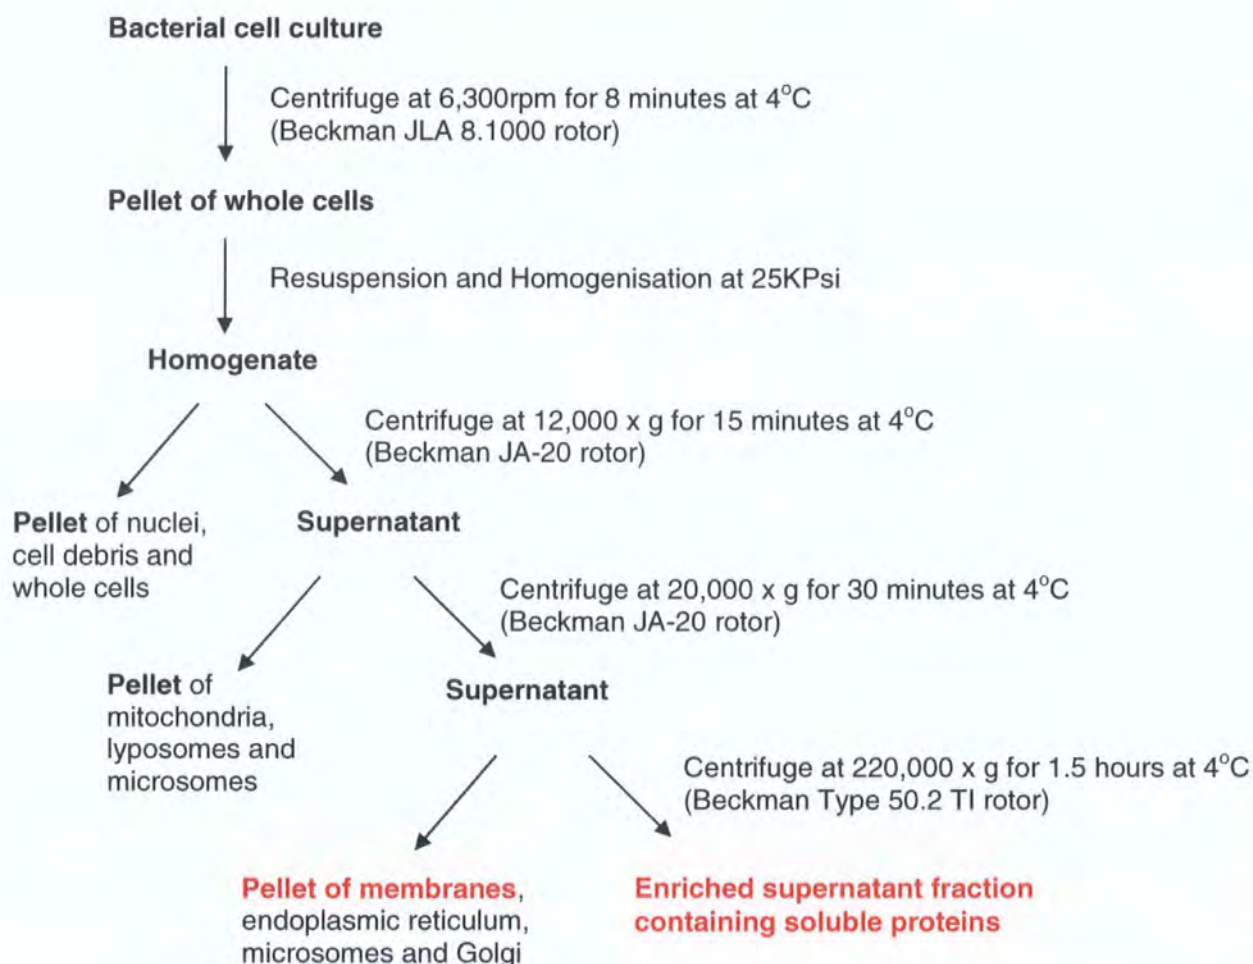 Bacterial cell culture
Centrifuge at 6,300rpm for 8 minutes at 4°C
(Beckman JLA 8.1000 rotor)
Pellet of whole cells
Resuspension and Homogenisation at 25KPsi
Homogenate
Centrifuge at 12,000 x g for 15 minutes at 4°C
(Beckman JA-20 rotor)
Pellet of nuclei,
cell debris and
whole cells
Supernatant
Centrifuge at 20,000 x g for 30 minutes at 4°C
(Beckman JA-20 rotor)
Pellet of
mitochondria,
lyposomes and
microsomes
Supernatant
Centrifuge at 220,000 x g for 1.5 hours at 4°C
(Beckman Type 50.2 TI rotor)
Pellet of membranes,
endoplasmic reticulum,
microsomes and Golgi
Enriched supernatant fraction
containing soluble proteins